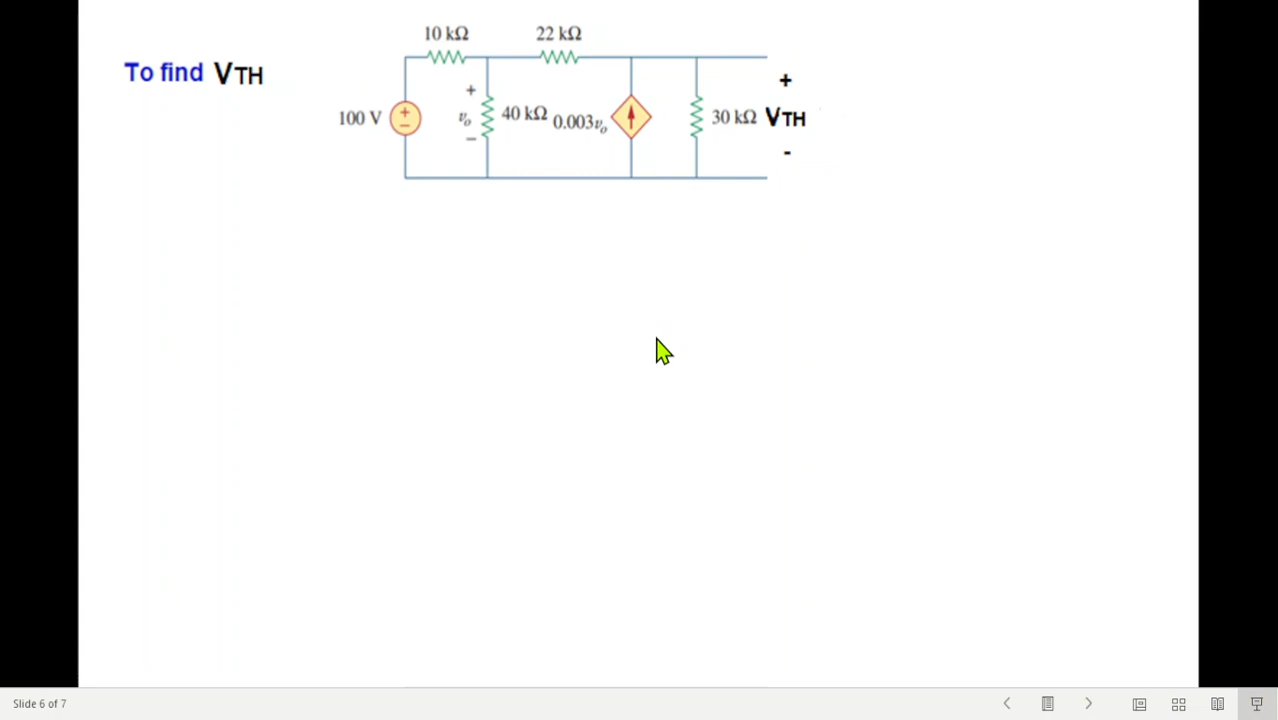 10 kΩ
22 kΩ
To find VTH
+
+
100 V
+
−
vo
40 kΩ
0.003vo
30 kΩ
VTH
−
-
Slide 6 of 7